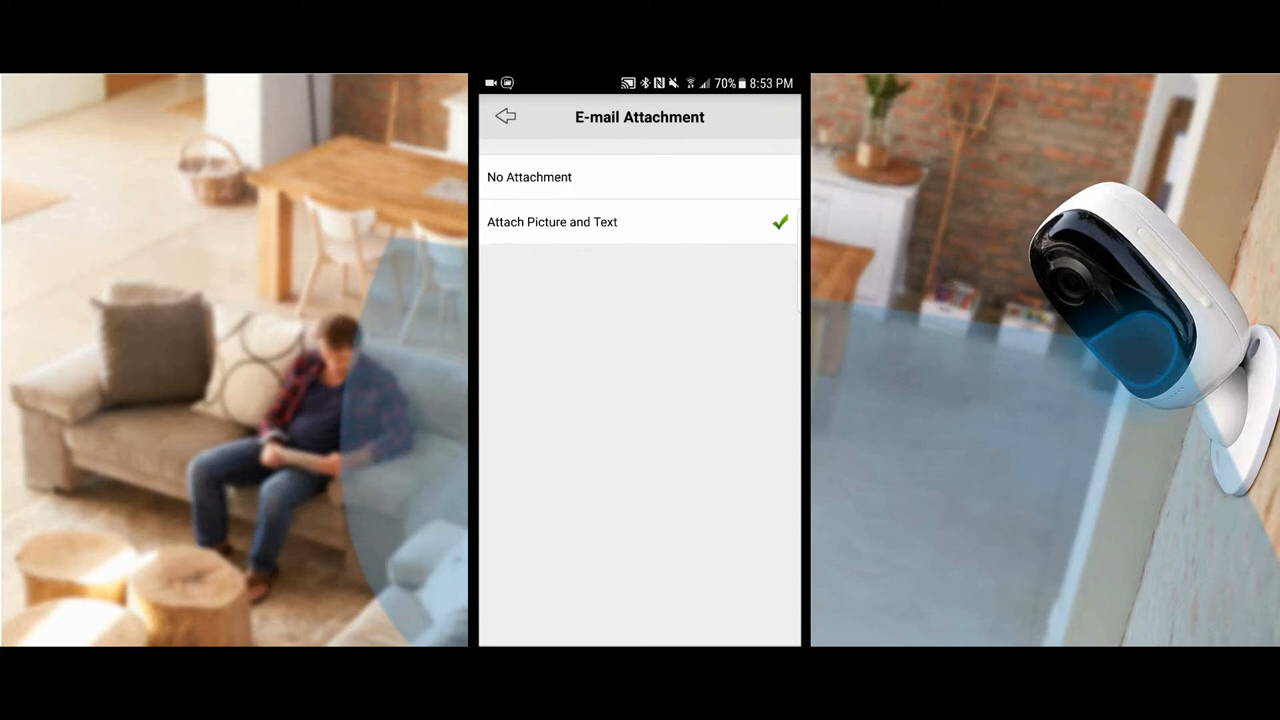 70% 8:53 PM
E-mail Attachment
No Attachment
Attach Picture and Text